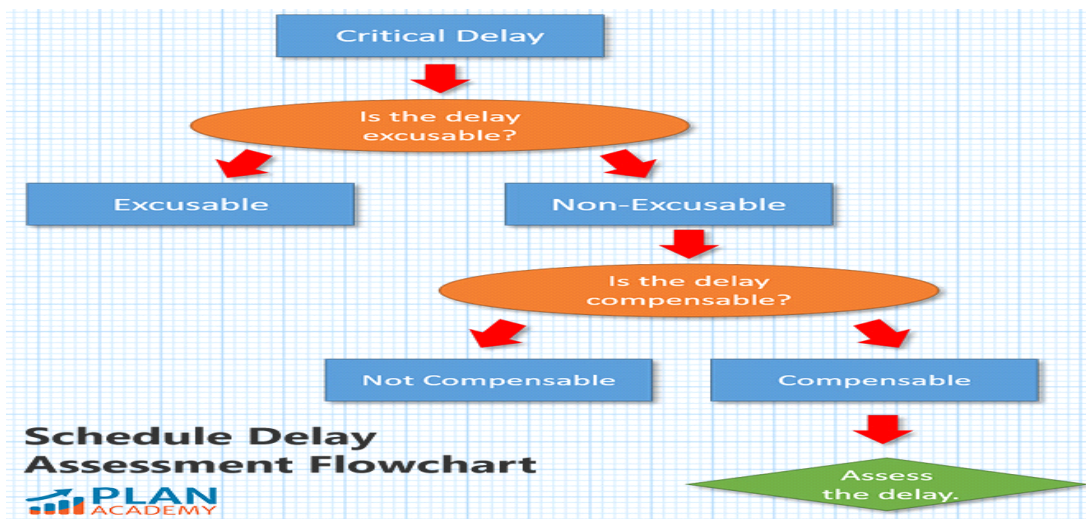 Critical Delay
Is the delay
excusable?
Excusable
Non-Excusable
Is the delay
compensable?
Not Compensable
Compensable
Assess
the delay.
Schedule Delay
Assessment Flowchart
PLAN
ACADEMY